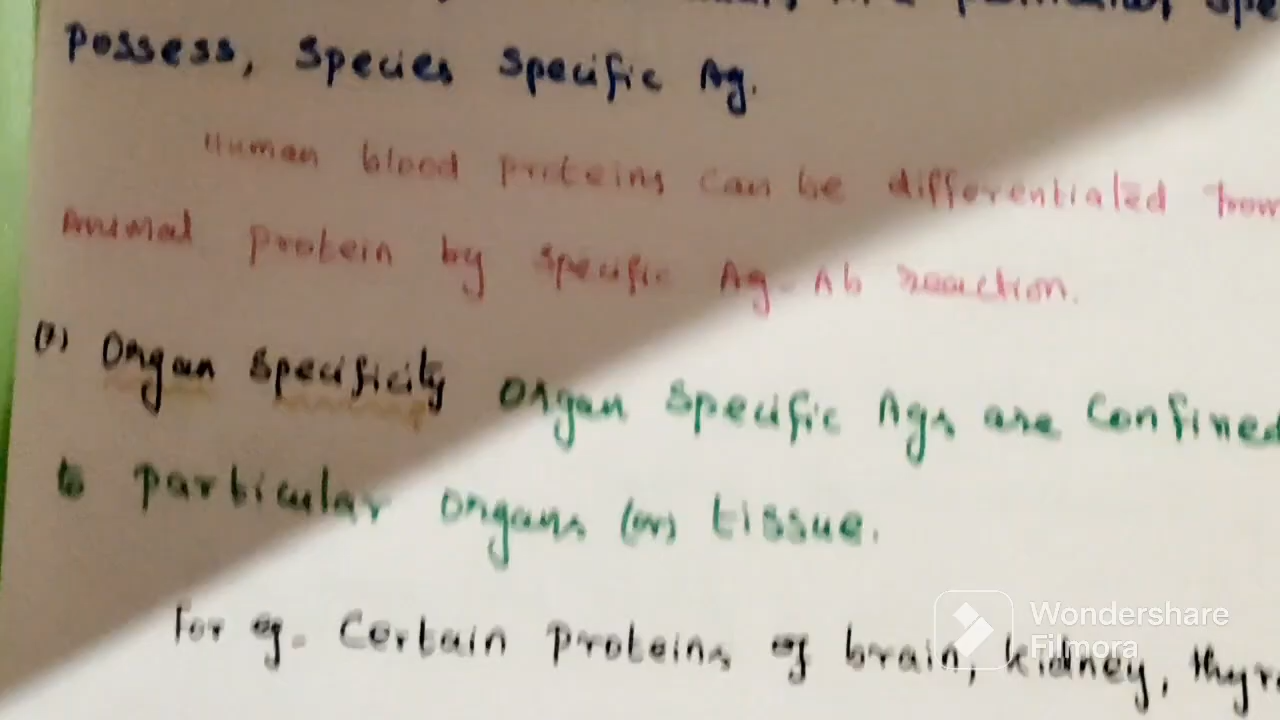 possess, species specific Ag.
Human blood proteins can be differentialed from
Animal protein by specific Ag-Ab reaction.
Organ specificity Organ specific Ags are confined
to particular organs (or) tissue.
For eg. Certain proteins of brain, kidney,
Wondershare
Filmora